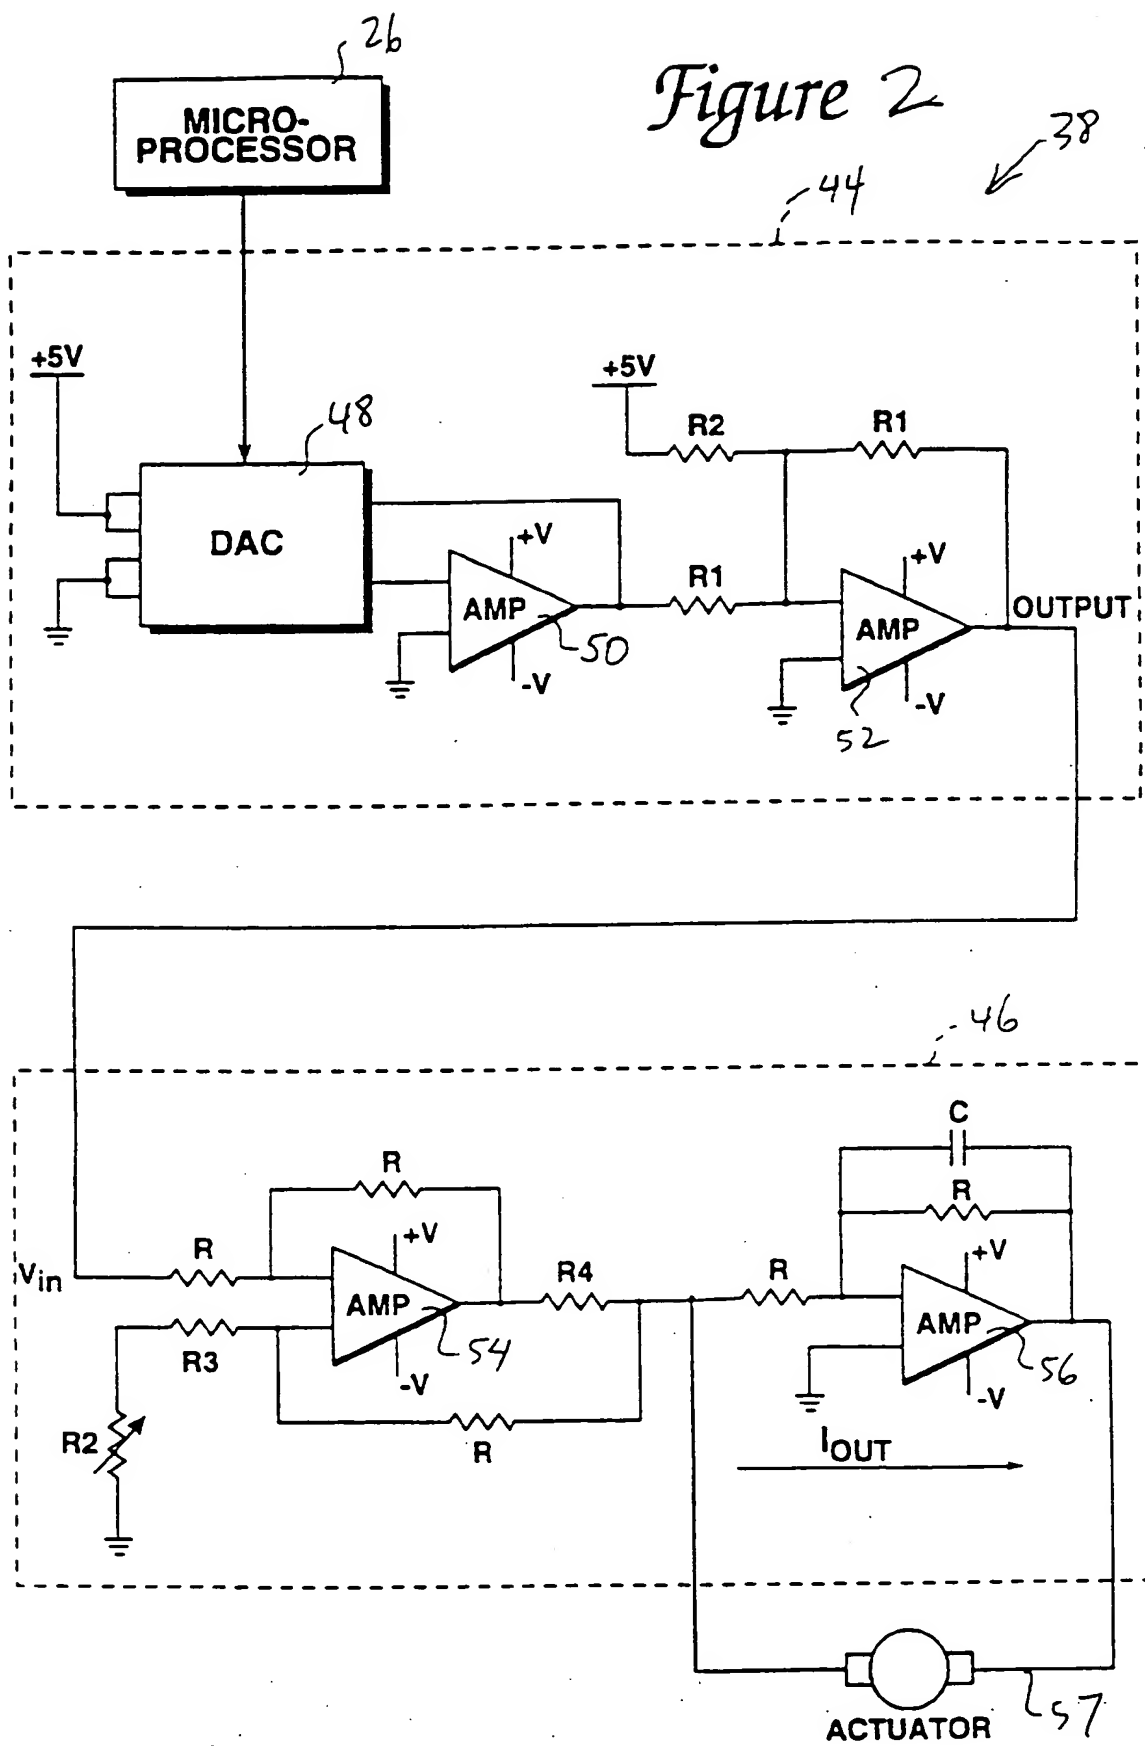 26
Figure 2
MICRO-
PROCESSOR
38
44
+5V
+5V
48
R2
R1
DAC
+V
+V
AMP
R1
OUTPUT
50
AMP
-V
-V
52
46
C
R
R
+V
+V
Vin
R
R4
R
AMP
AMP
R3
54
56
-V
-V
R2
R
IOUT
57
ACTUATOR